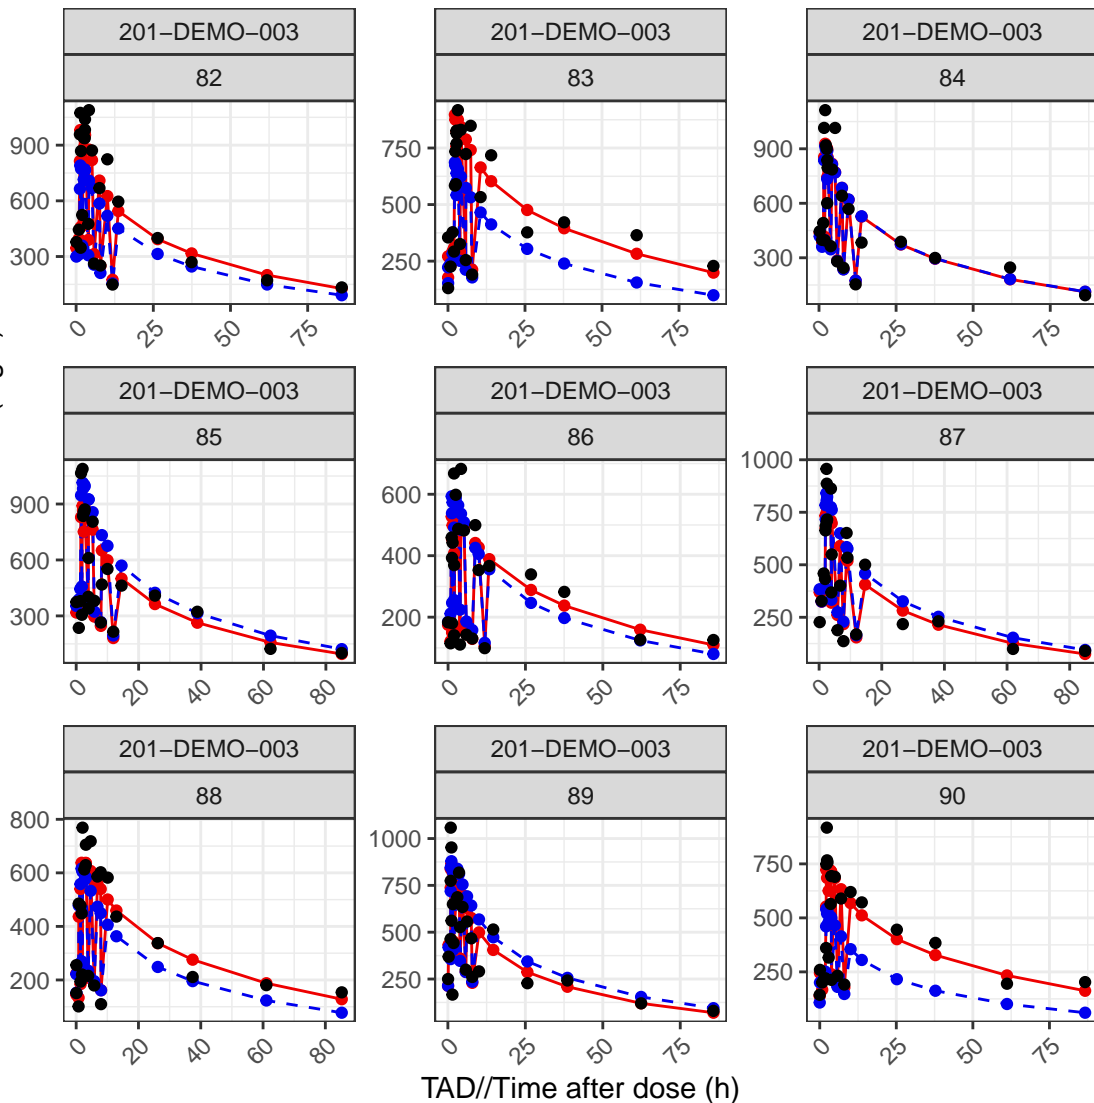 201−DEMO−003 201−DEMO−003 201−DEMO−003
82 83 84
900 750 900
600 500 600
300 250 300
0 25 50 75 0 25 50 75 0 25 50 75
201−DEMO−003 201−DEMO−003 201−DEMO−003
85 86 87
1000
900 600 750
600 400 500
300 200 250
0 20 40 60 80 0 25 50 75 0 20 40 60 80
201−DEMO−003 201−DEMO−003 201−DEMO−003
88 89 90
800 1000
600 750 750
400 500 500
200 250 250
0 20 40 60 80 0 25 50 75 0 25 50 75
TAD//Time after dose (h)